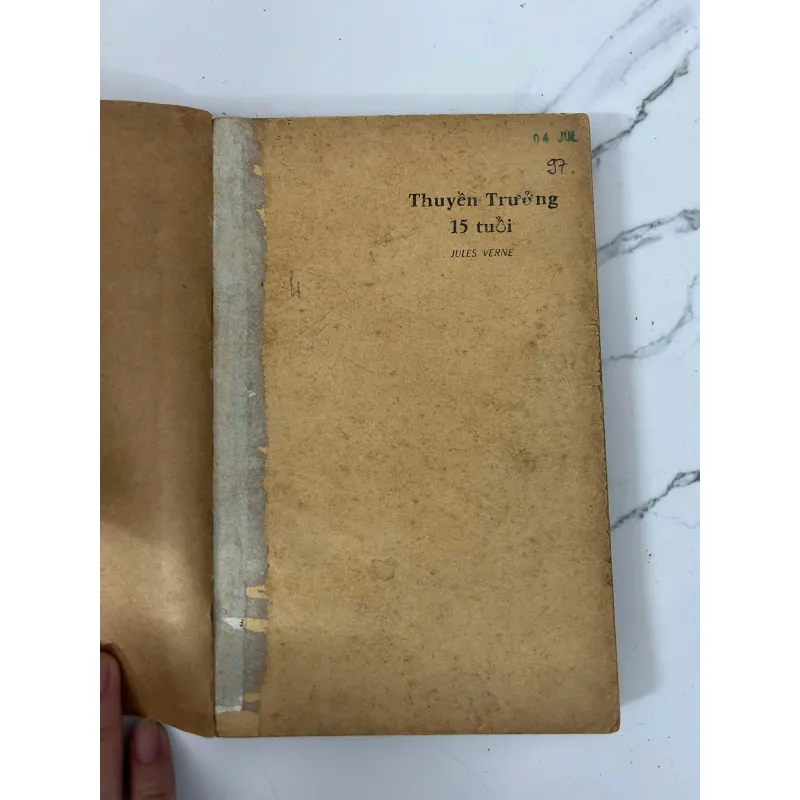 04 JUL
97.
Thuyền Trưởng
15 tuổi
JULES VERNE